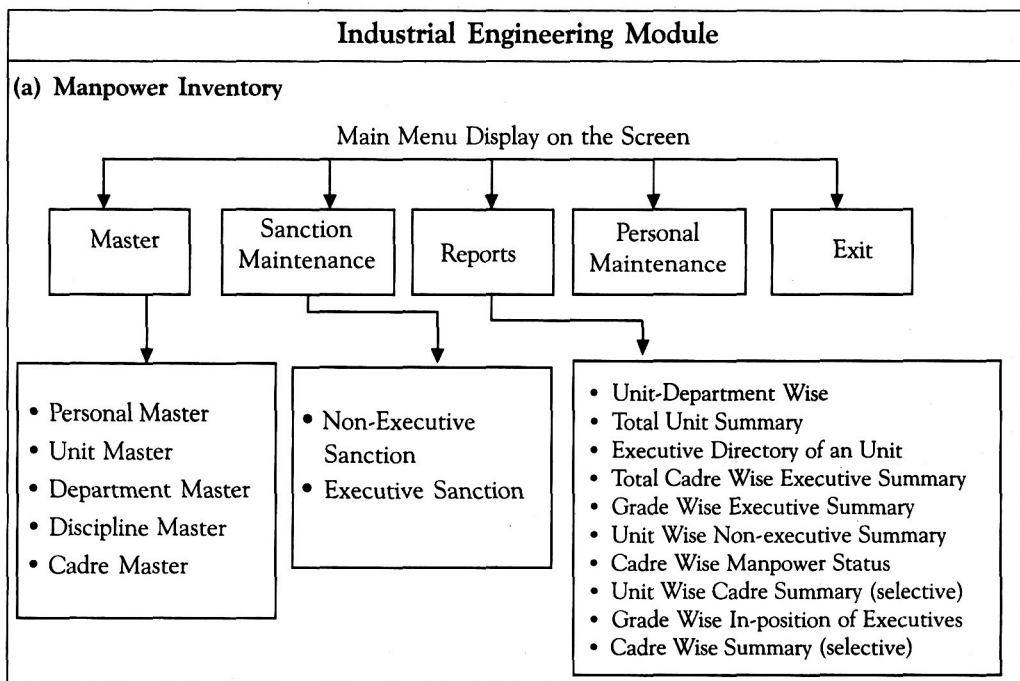 Industrial Engineering Module
(a) Manpower Inventory
Main Menu Display on the Screen
Master
Sanction
Maintenance
Reports
Personal
Maintenance
Exit
• Personal Master
• Unit Master
• Department Master
• Discipline Master
• Cadre Master
• Non-Executive
Sanction
• Executive Sanction
• Unit-Department Wise
• Total Unit Summary
• Executive Directory of an Unit
• Total Cadre Wise Executive Summary
• Grade Wise Executive Summary
• Unit Wise Non-executive Summary
• Cadre Wise Manpower Status
• Unit Wise Cadre Summary (selective)
• Grade Wise In-position of Executives
• Cadre Wise Summary (selective)